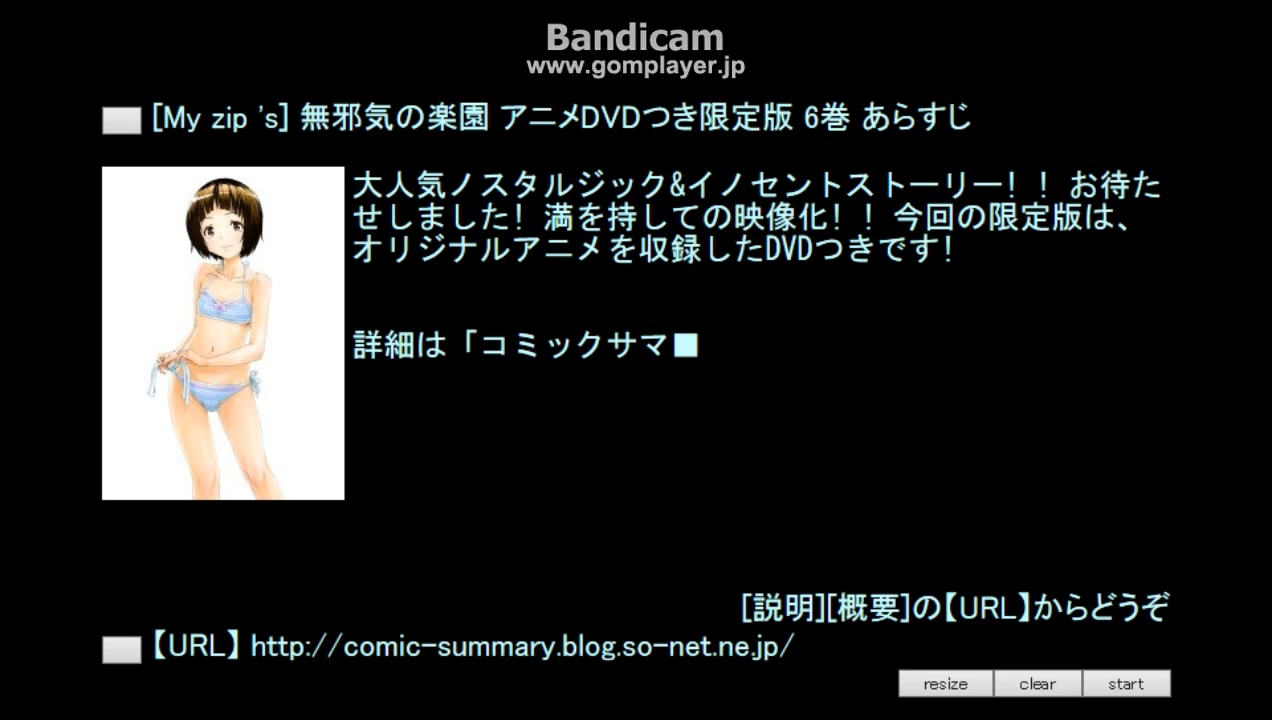 Bandicam
www.gomplayer.jp
[My zip 's] 無邪気の楽園 アニメDVDつき限定版 6巻 あらすじ
大人気ノスタルジック&イノセントストーリー！！お待た
せしました！満を持しての映像化！！今回の限定版は、
オリジナルアニメを収録したDVDつきです！
詳細は「コミックサマ■
[説明][概要]の【URL】からどうぞ
【URL】 http://comic-summary.blog.so-net.ne.jp/
resize clear start